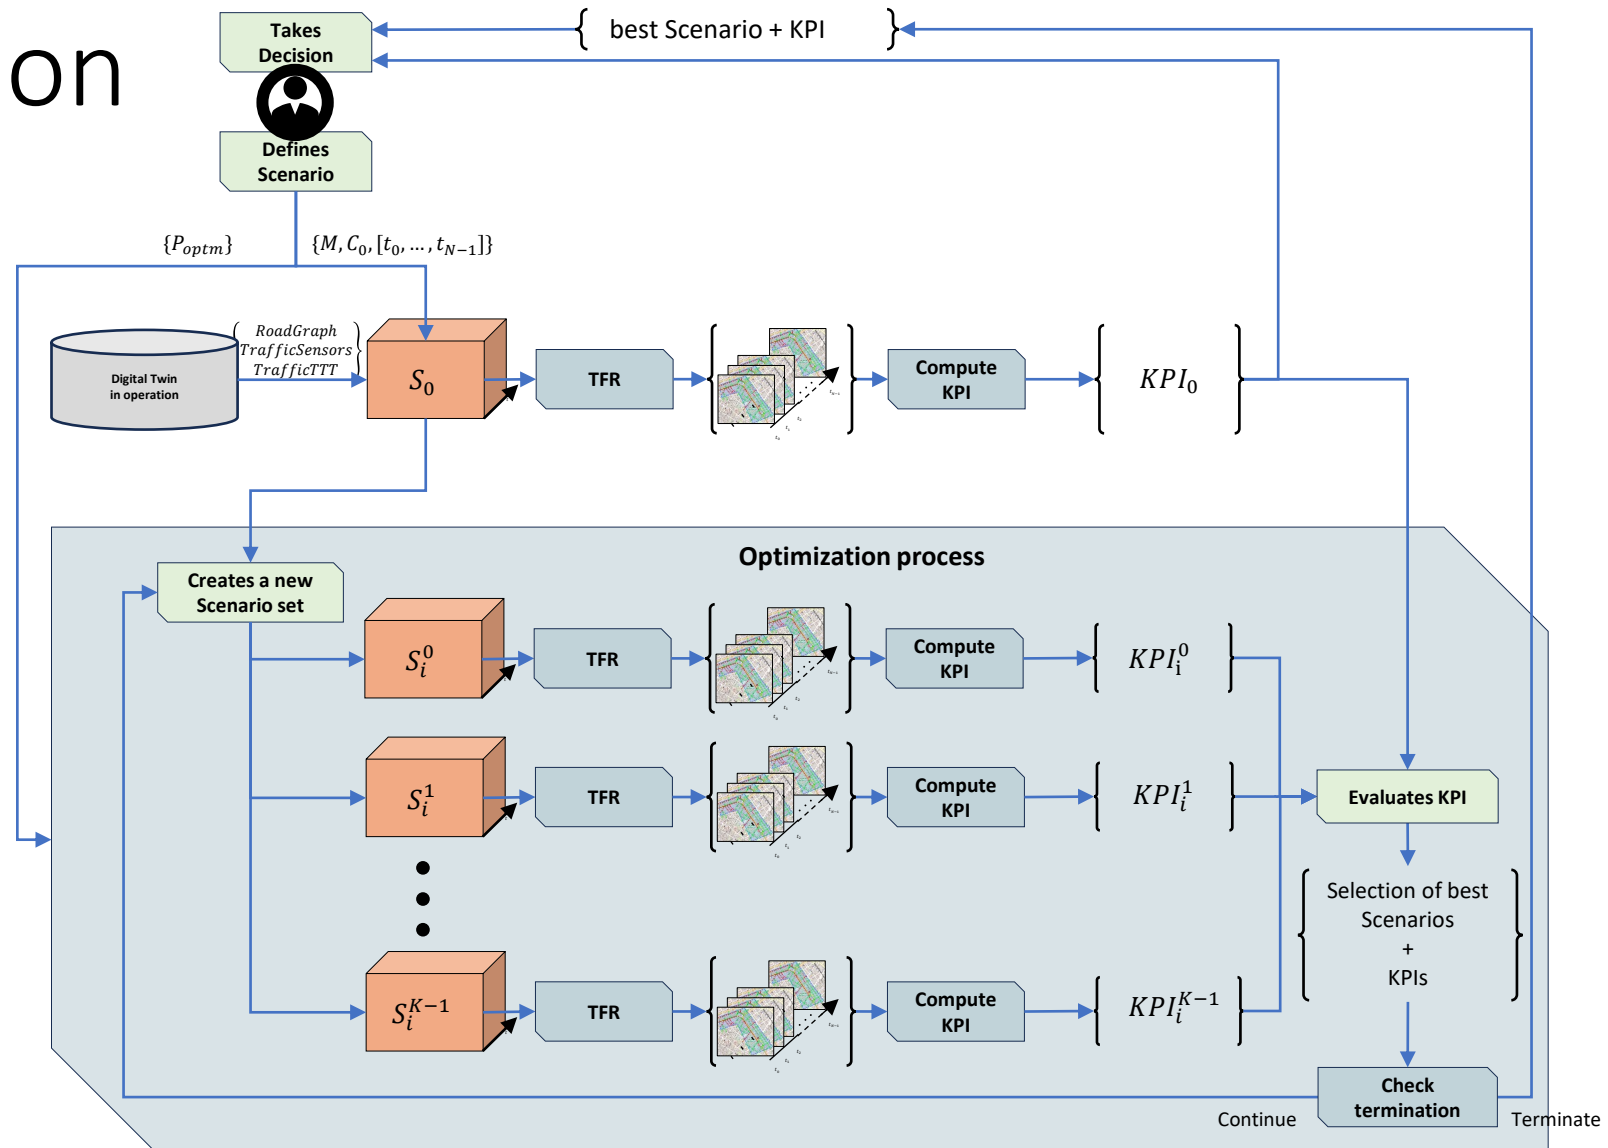 on
Takes
Decision
best Scenario + KPI
Defines
Scenario
{P_optm}
{M, C_0, [t_0, … , t_{N−1}]}
RoadGraph
TrafficSensors
TrafficTTT
Digital Twin
in operation
S_0
TFR
Compute
KPI
KPI_0
Optimization process
Creates a new
Scenario set
S_i^0
TFR
Compute
KPI
KPI_i^0
S_i^1
TFR
Compute
KPI
KPI_i^1
Evaluates KPI
Selection of best
Scenarios
+
KPIs
S_i^{K−1}
TFR
Compute
KPI
KPI_i^{K−1}
Check
termination
Continue
Terminate